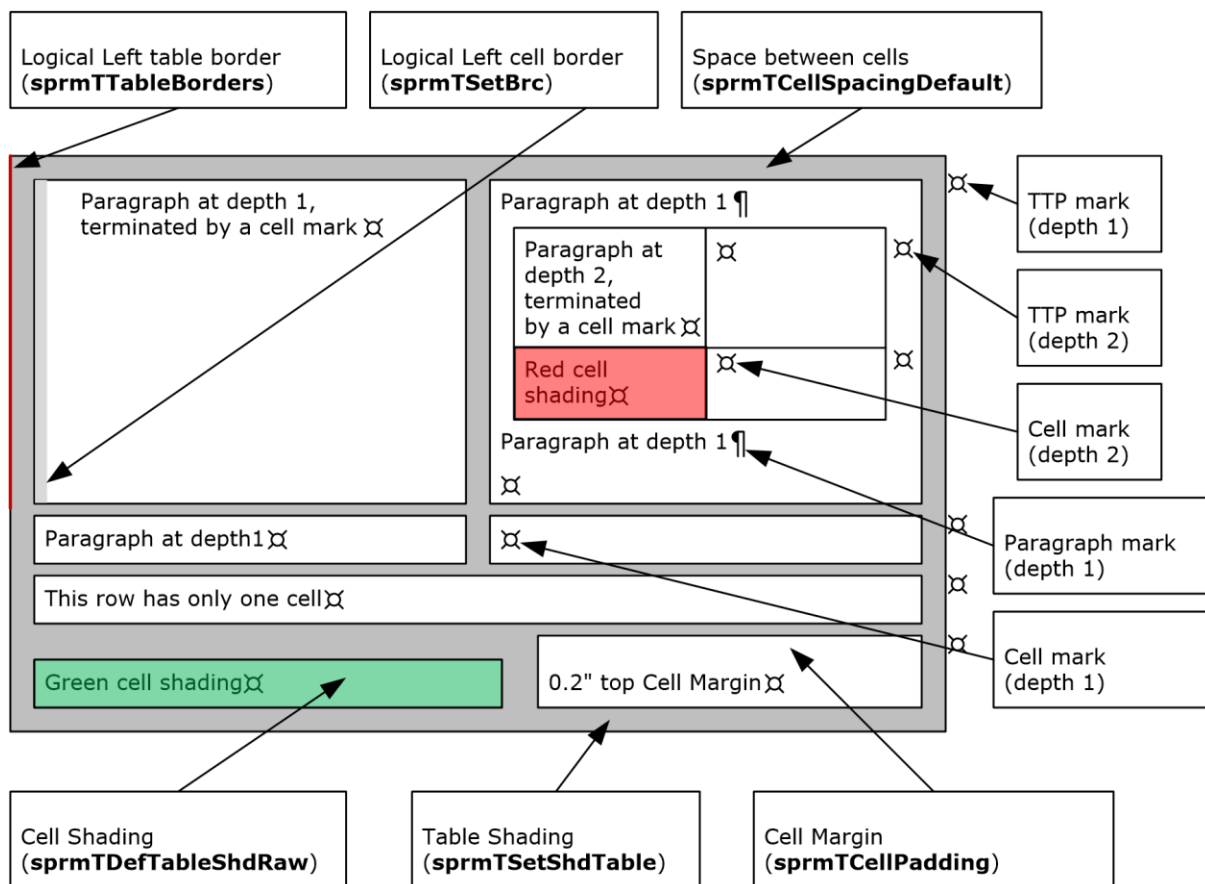 Logical Left table border
(sprmTTableBorders)
Logical Left cell border
(sprmTSetBrc)
Space between cells
(sprmTCellSpacingDefault)
Paragraph at depth 1,
terminated by a cell mark ¤
Paragraph at depth 1 ¶
Paragraph at
depth 2,
terminated
by a cell mark ¤
¤
¤
Red cell
shading¤
¤
¤
Paragraph at depth 1 ¶
¤
¤
TTP mark
(depth 1)
TTP mark
(depth 2)
Cell mark
(depth 2)
Paragraph at depth1¤
¤
¤
Paragraph mark
(depth 1)
This row has only one cell¤
¤
Green cell shading¤
0.2" top Cell Margin¤
¤
Cell mark
(depth 1)
Cell Shading
(sprmTDefTableShdRaw)
Table Shading
(sprmTSetShdTable)
Cell Margin
(sprmTCellPadding)